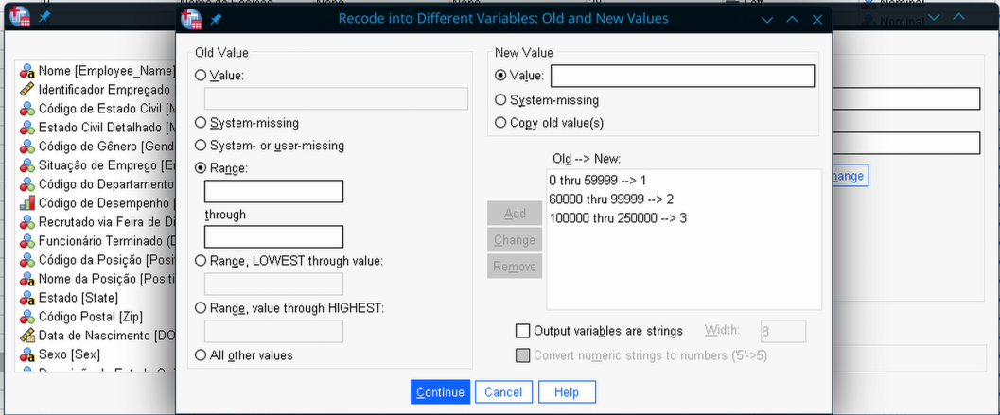 Recode into Different Variables: Old and New Values
Nominal
Nome [Employee_Name]
Identificador Empregado
Código de Estado Civil [M
Estado Civil Detalhado [M
Código de Gênero [Gend
Situação de Emprego [E
Código do Departamento
Código de Desempenho [
Recrutado via Feira de Di
Funcionário Terminado (D
Código da Posição [Posit
Nome da Posição [Positi
Estado [State]
Código Postal [Zip]
Data de Nascimento [DO
Sexo [Sex]
Old Value
Value:
System-missing
System- or user-missing
Range:
through
Range, LOWEST through value:
Range, value through HIGHEST:
All other values
New Value
Value:
System-missing
Copy old value(s)
Old --> New:
0 thru 59999 --> 1
60000 thru 99999 --> 2
100000 thru 250000 --> 3
Add
Change
Remove
Output variables are strings
Width:
8
Convert numeric strings to numbers ('5'->5)
Continue
Cancel
Help
hange